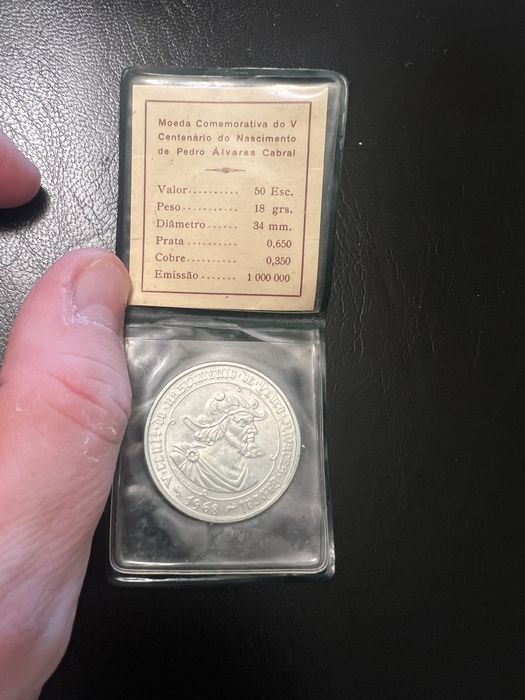 Moeda Comemorativa do V
Centenário do Nascimento
de Pedro Álvares Cabral
Valor.......... 50 Esc.
Peso........... 18 grs.
Diâmetro...... 34 mm.
Prata.......... 0,650
Cobre.......... 0,350
Emissão....... 1 000 000
1968